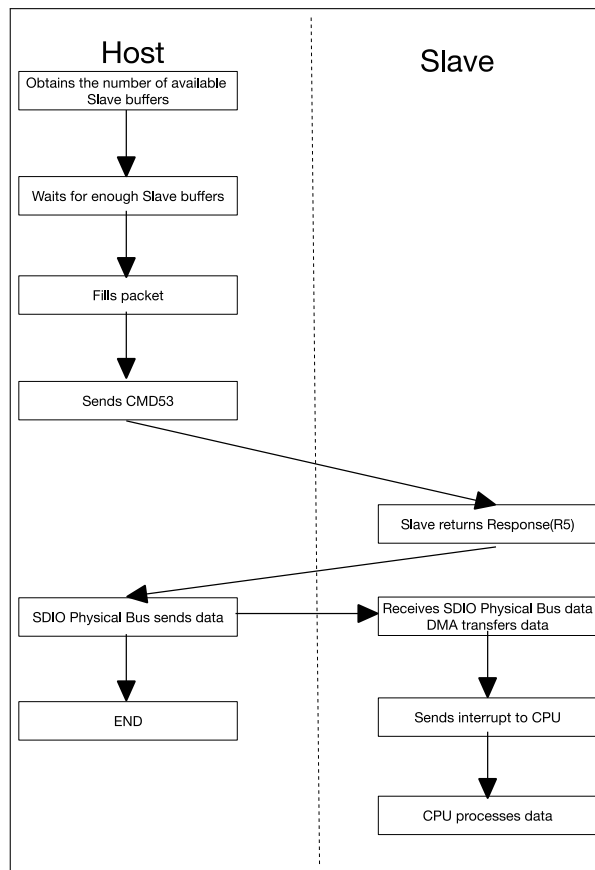 Host
Slave
Obtains the number of available
Slave buffers
Waits for enough Slave buffers
Fills packet
Sends CMD53
Slave returns Response(R5)
SDIO Physical Bus sends data
Receives SDIO Physical Bus data
DMA transfers data
END
Sends interrupt to CPU
CPU processes data